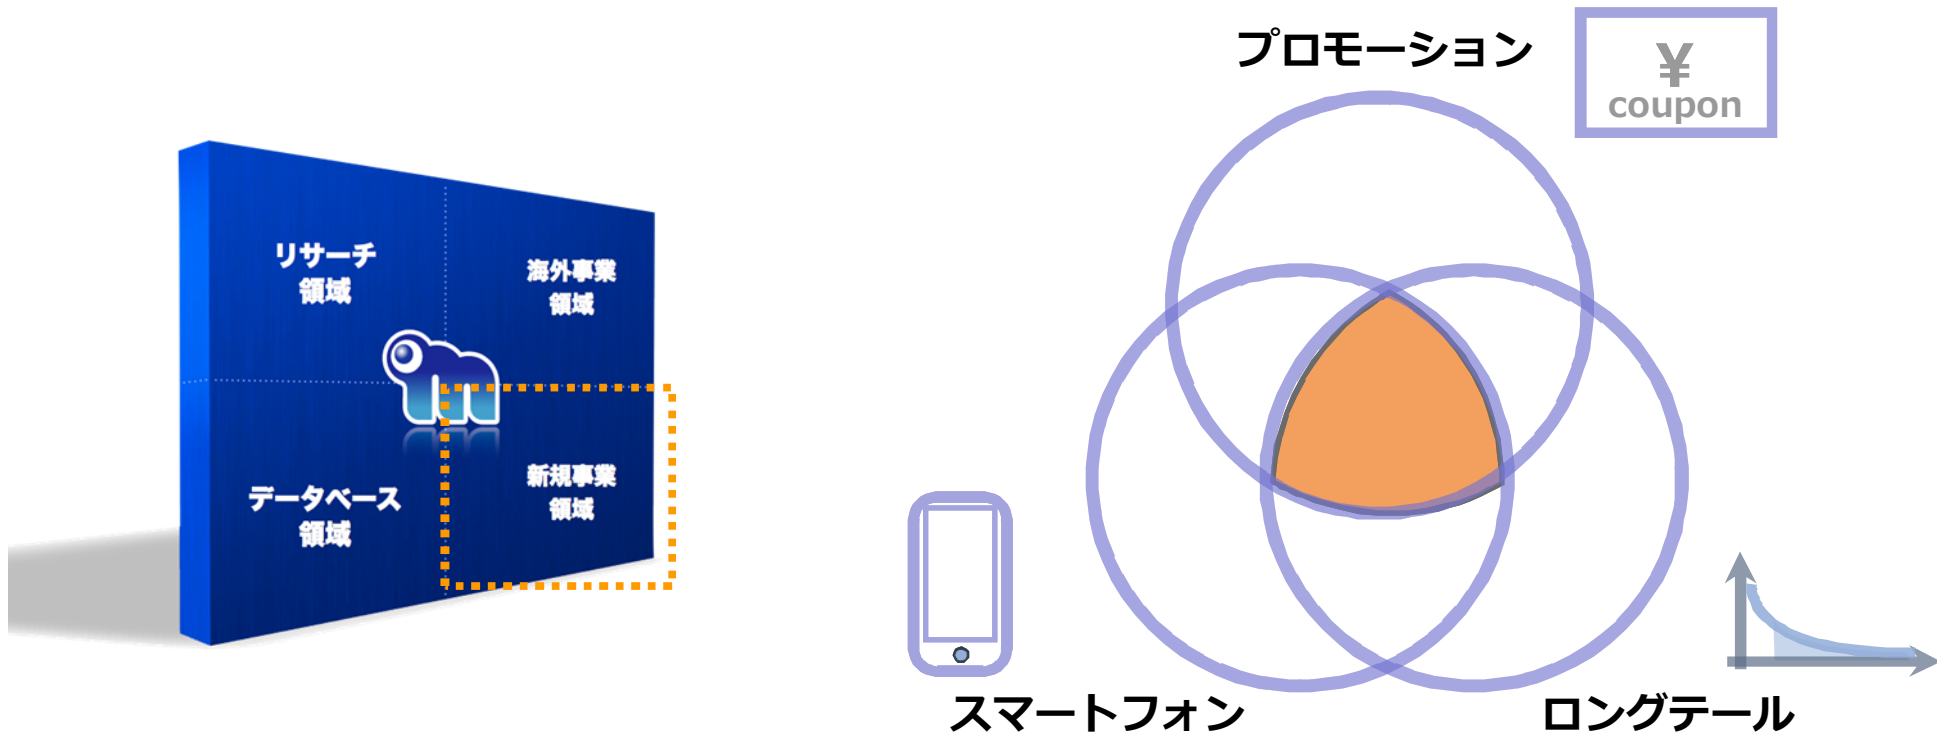 プロモーション
¥
coupon
リサーチ
領域
海外事業
領域
データベース
領域
新規事業
領域
スマートフォン
ロングテール